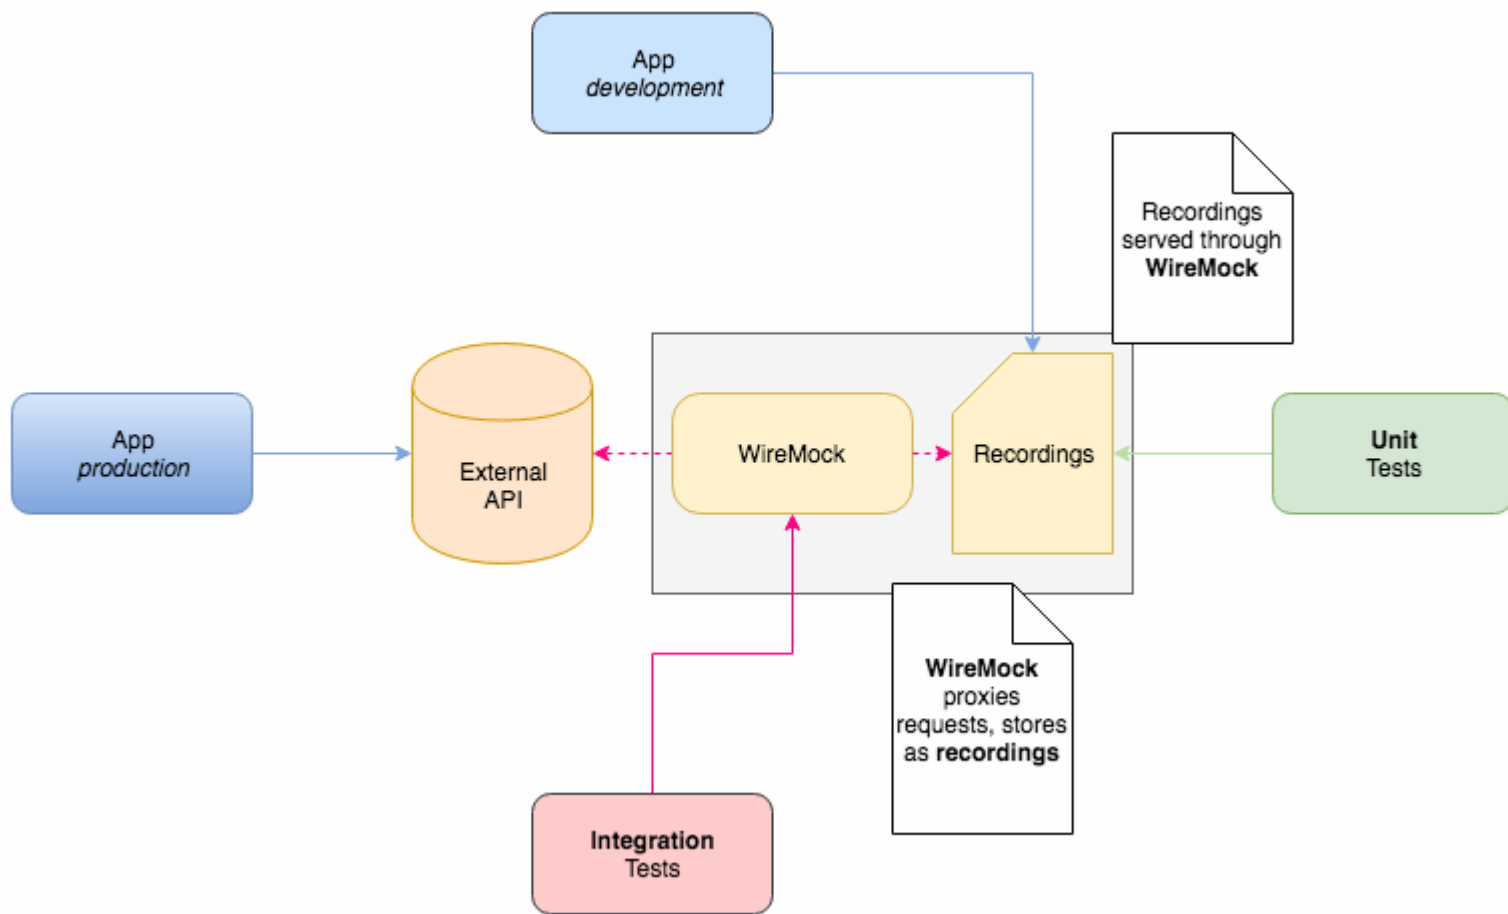 App
development
Recordings
served through
WireMock
App
production
External
API
WireMock
Recordings
Unit
Tests
WireMock
proxies
requests, stores
as recordings
Integration
Tests